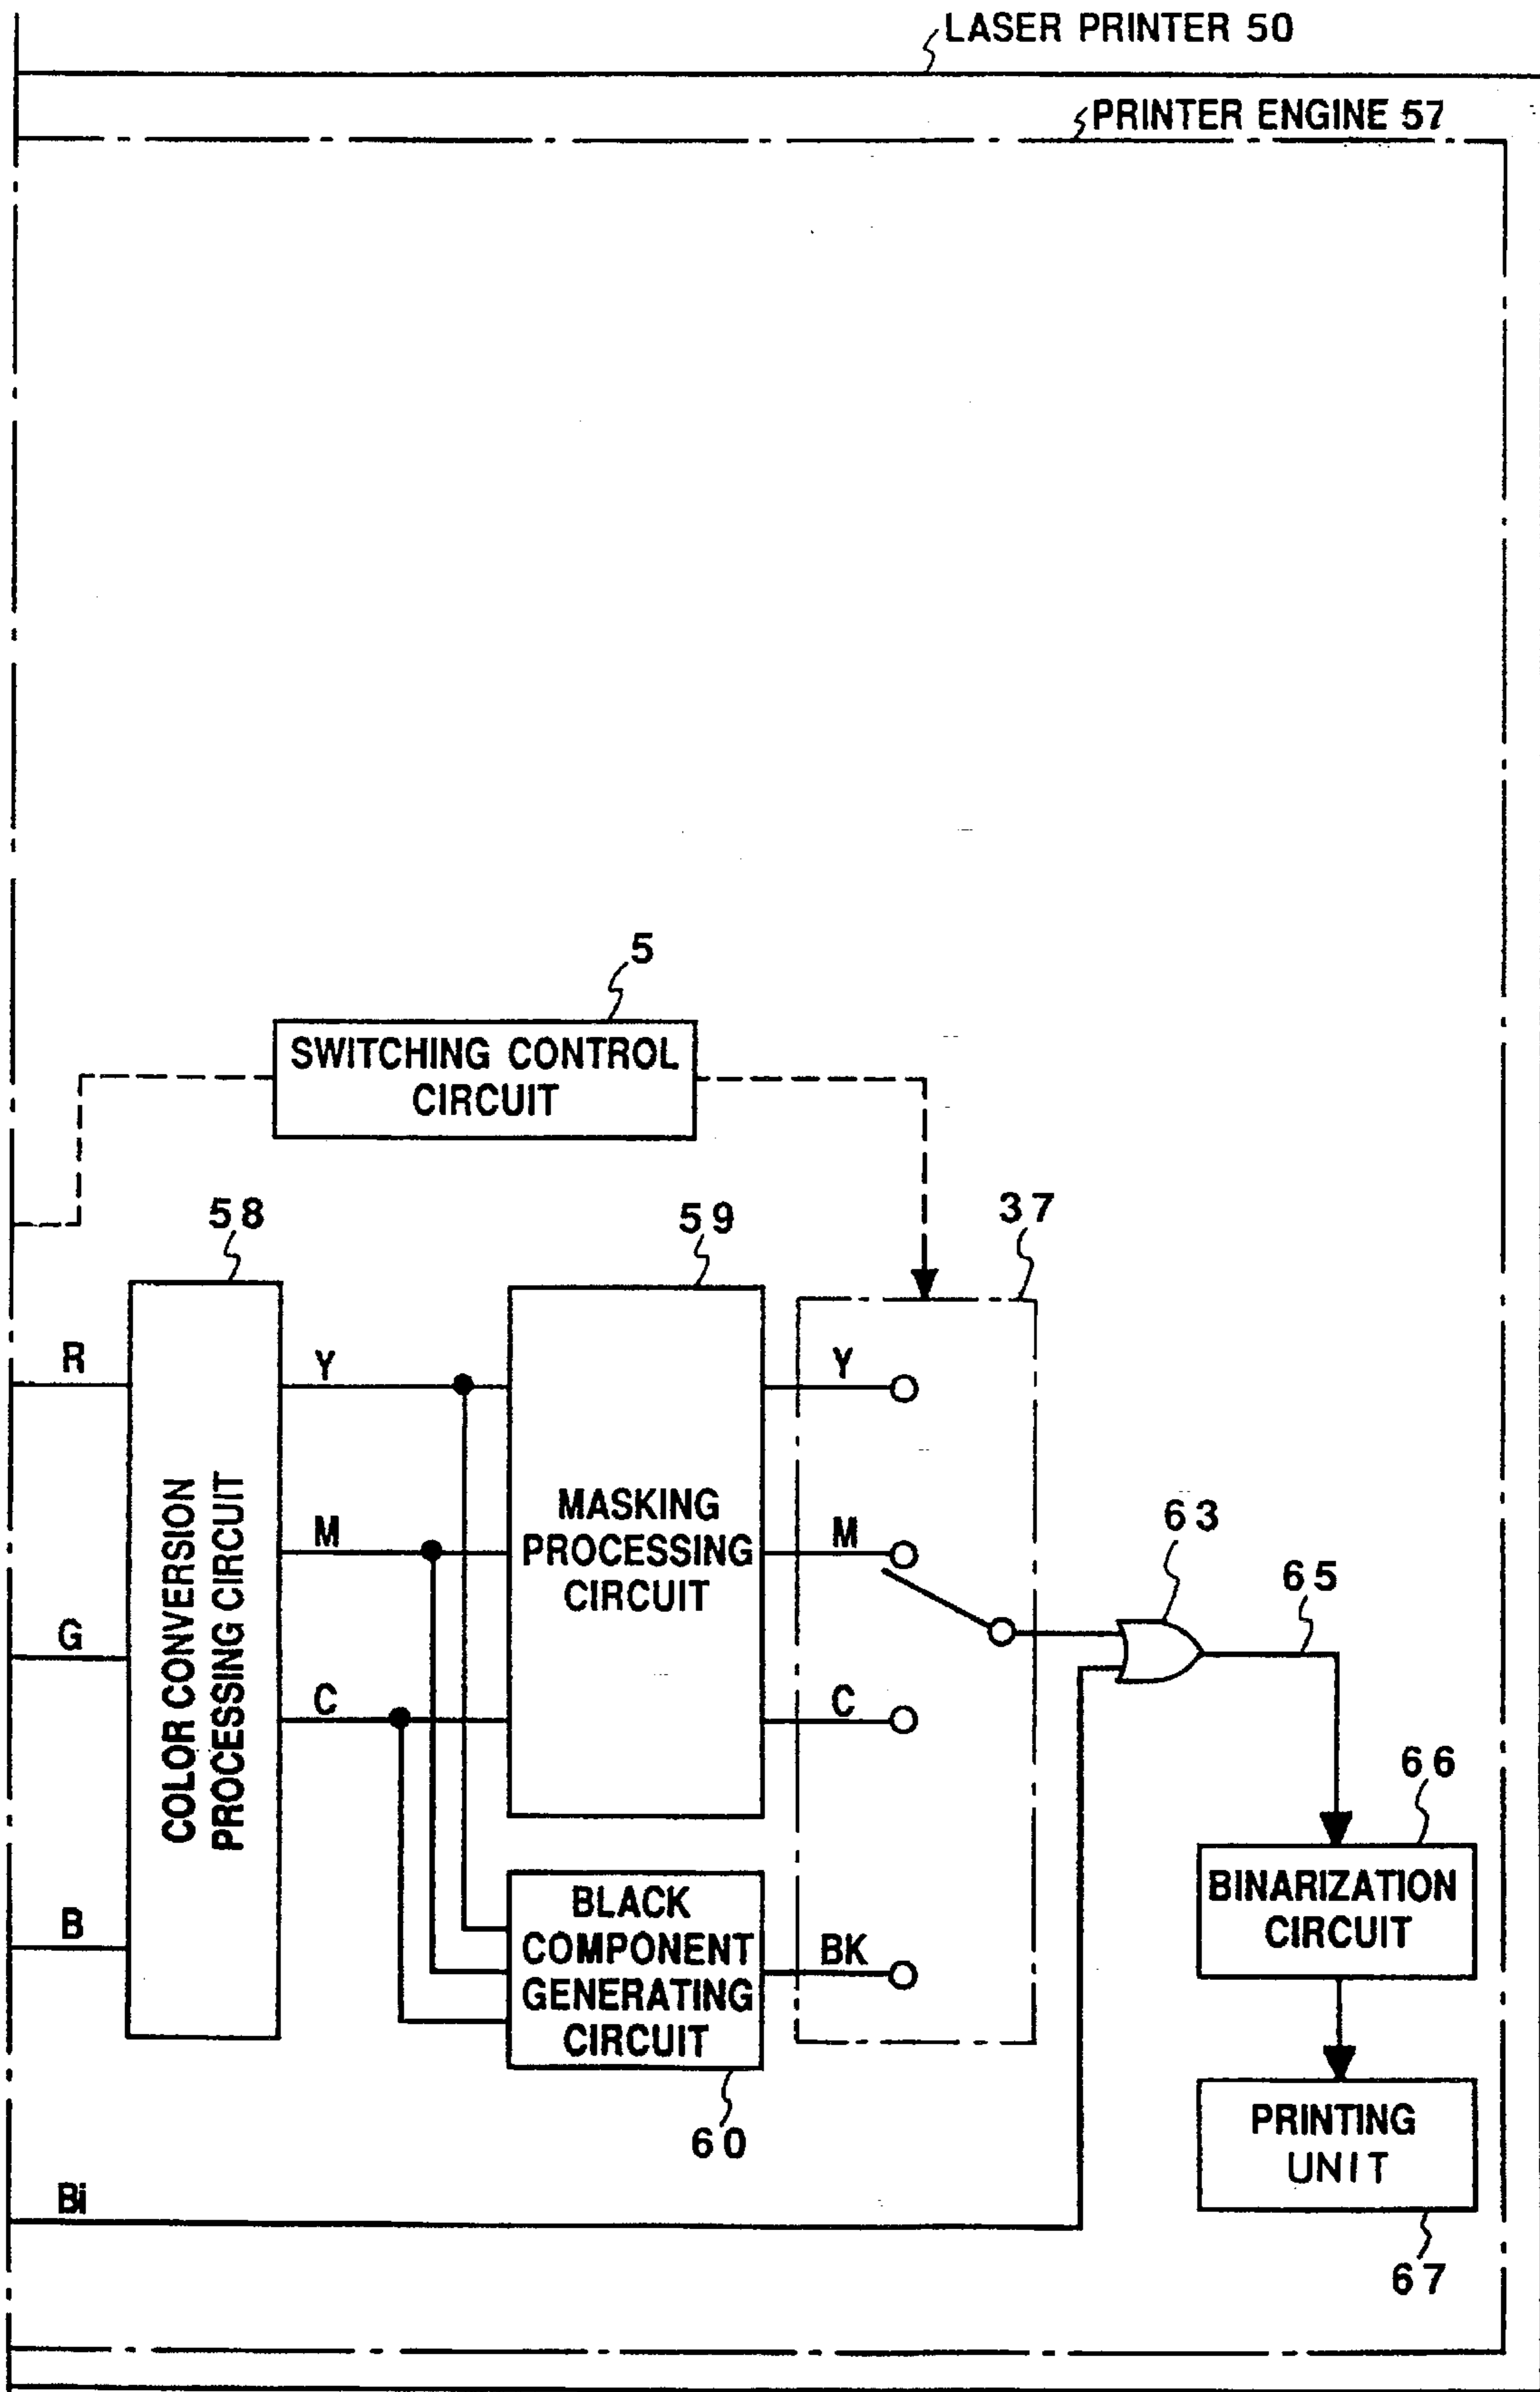 LASER PRINTER 50
PRINTER ENGINE 57
5
SWITCHING CONTROL
CIRCUIT
58
59
37
R
Y
Y
COLOR CONVERSION
PROCESSING CIRCUIT
MASKING
PROCESSING
CIRCUIT
M
M
63
65
G
C
C
66
BINARIZATION
CIRCUIT
B
BLACK
COMPONENT
GENERATING
CIRCUIT
BK
60
PRINTING
UNIT
Bi
67